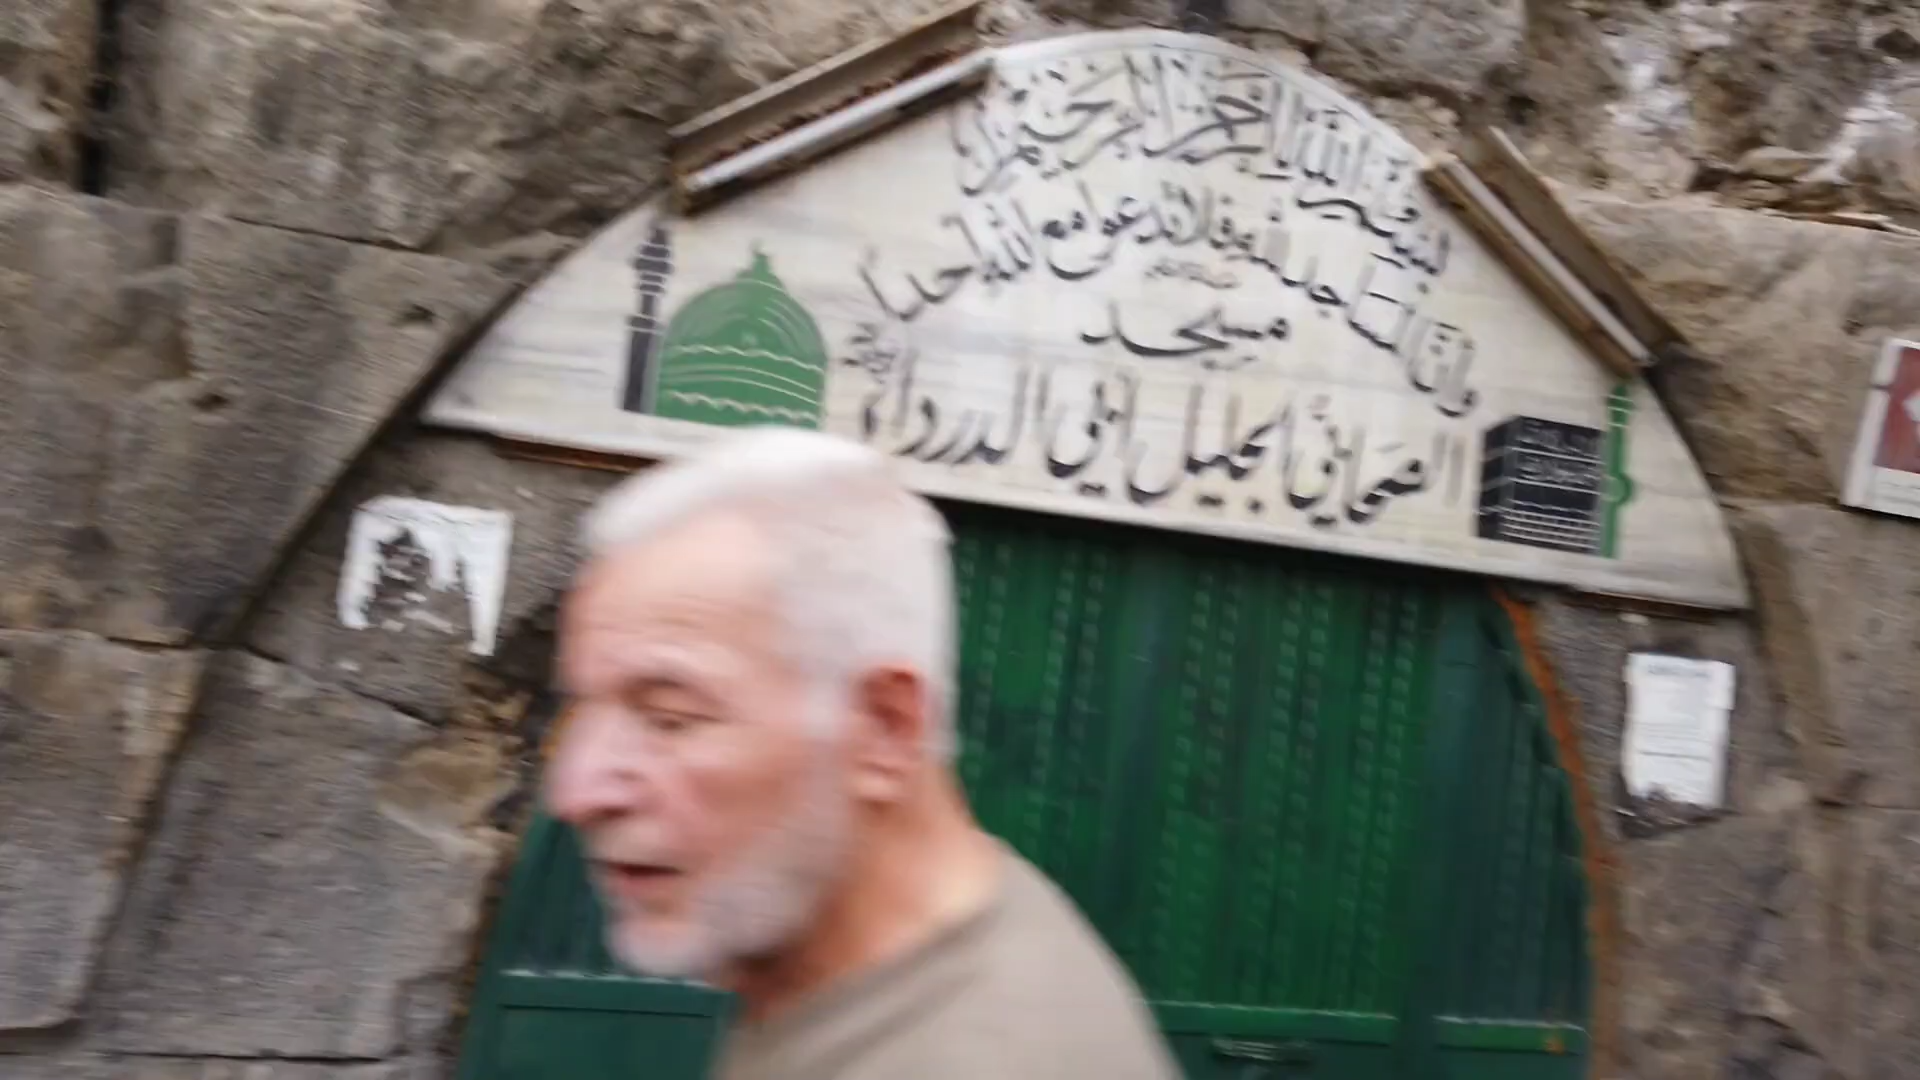 بسم الله الرحمن الرحيم
وأن المساجد لله فلا تدعوا مع الله أحدا
مسجد
الصحابي الجليل أبي الدرداء